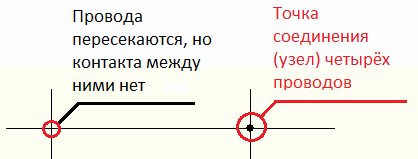 Провода
пересекаются, но
контакта между
ними нет
Точка
соединения
(узел) четырёх
проводов